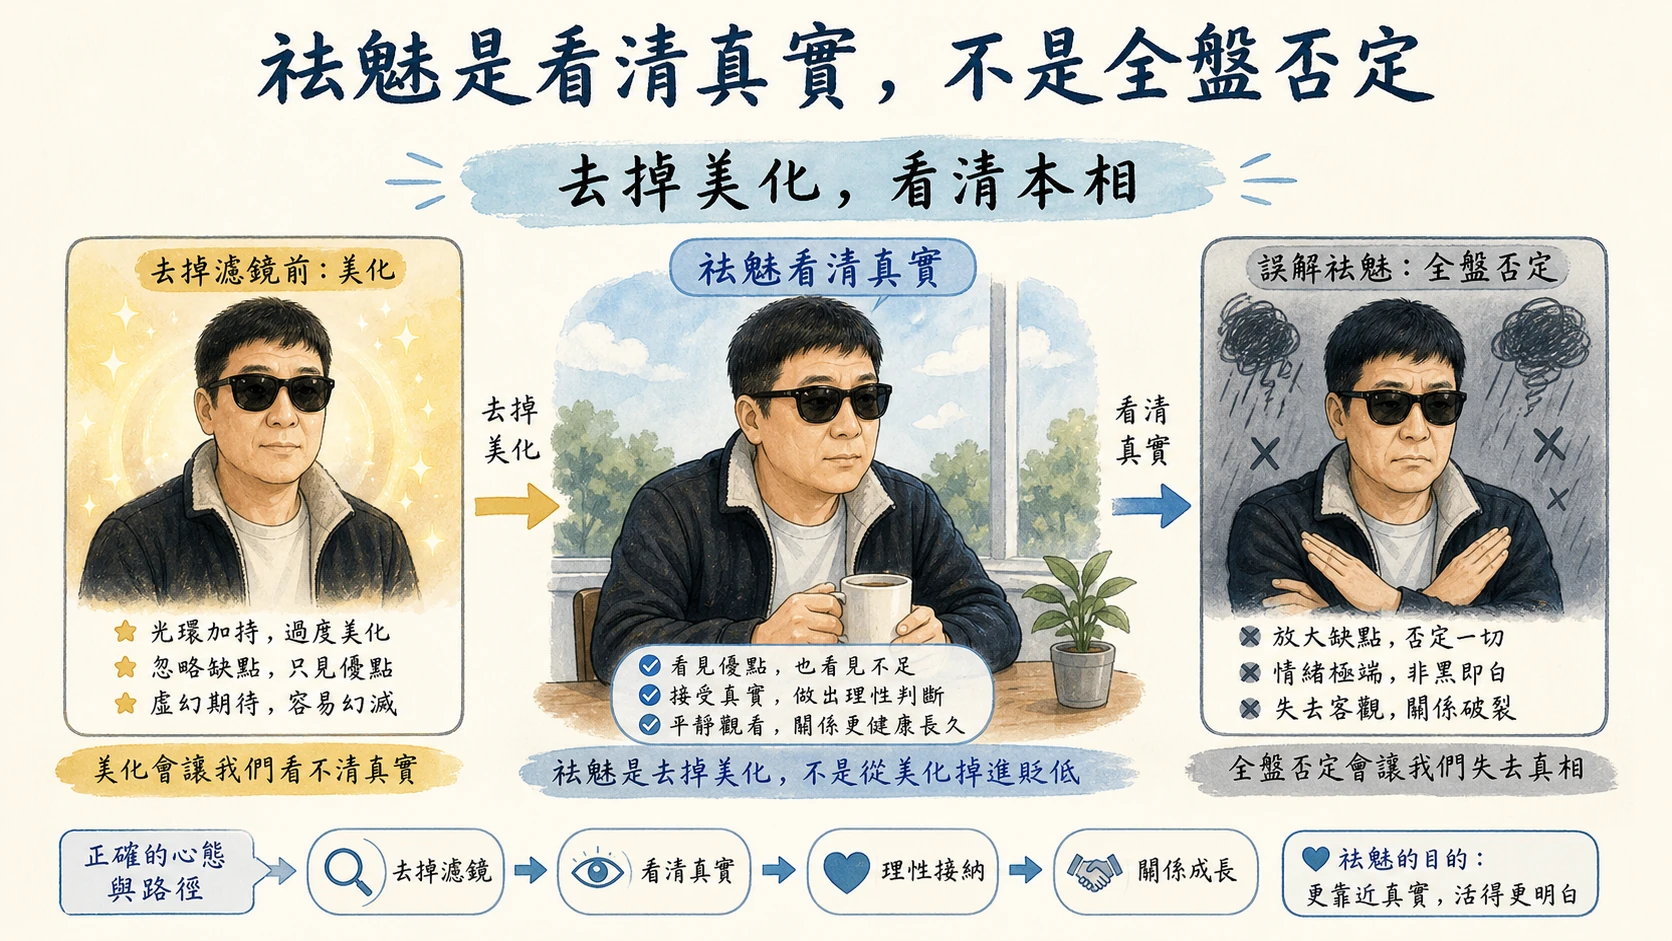 祛魅是看清真實，不是全盤否定
去掉美化，看清本相
去掉濾鏡前：美化
光環加持，過度美化
忽略缺點，只見優點
虛幻期待，容易幻滅
美化會讓我們看不清真實
去掉
美化
祛魅看清真實
看見優點，也看見不足
接受真實，做出理性判斷
平靜觀看，關係更健康長久
祛魅是去掉美化，不是從美化掉進貶低
看清
真實
誤解祛魅：全盤否定
放大缺點，否定一切
情緒極端，非黑即白
失去客觀，關係破裂
全盤否定會讓我們失去真相
正確的心態
與路徑
去掉濾鏡
看清真實
理性接納
關係成長
祛魅的目的：
更靠近真實，活得更明白